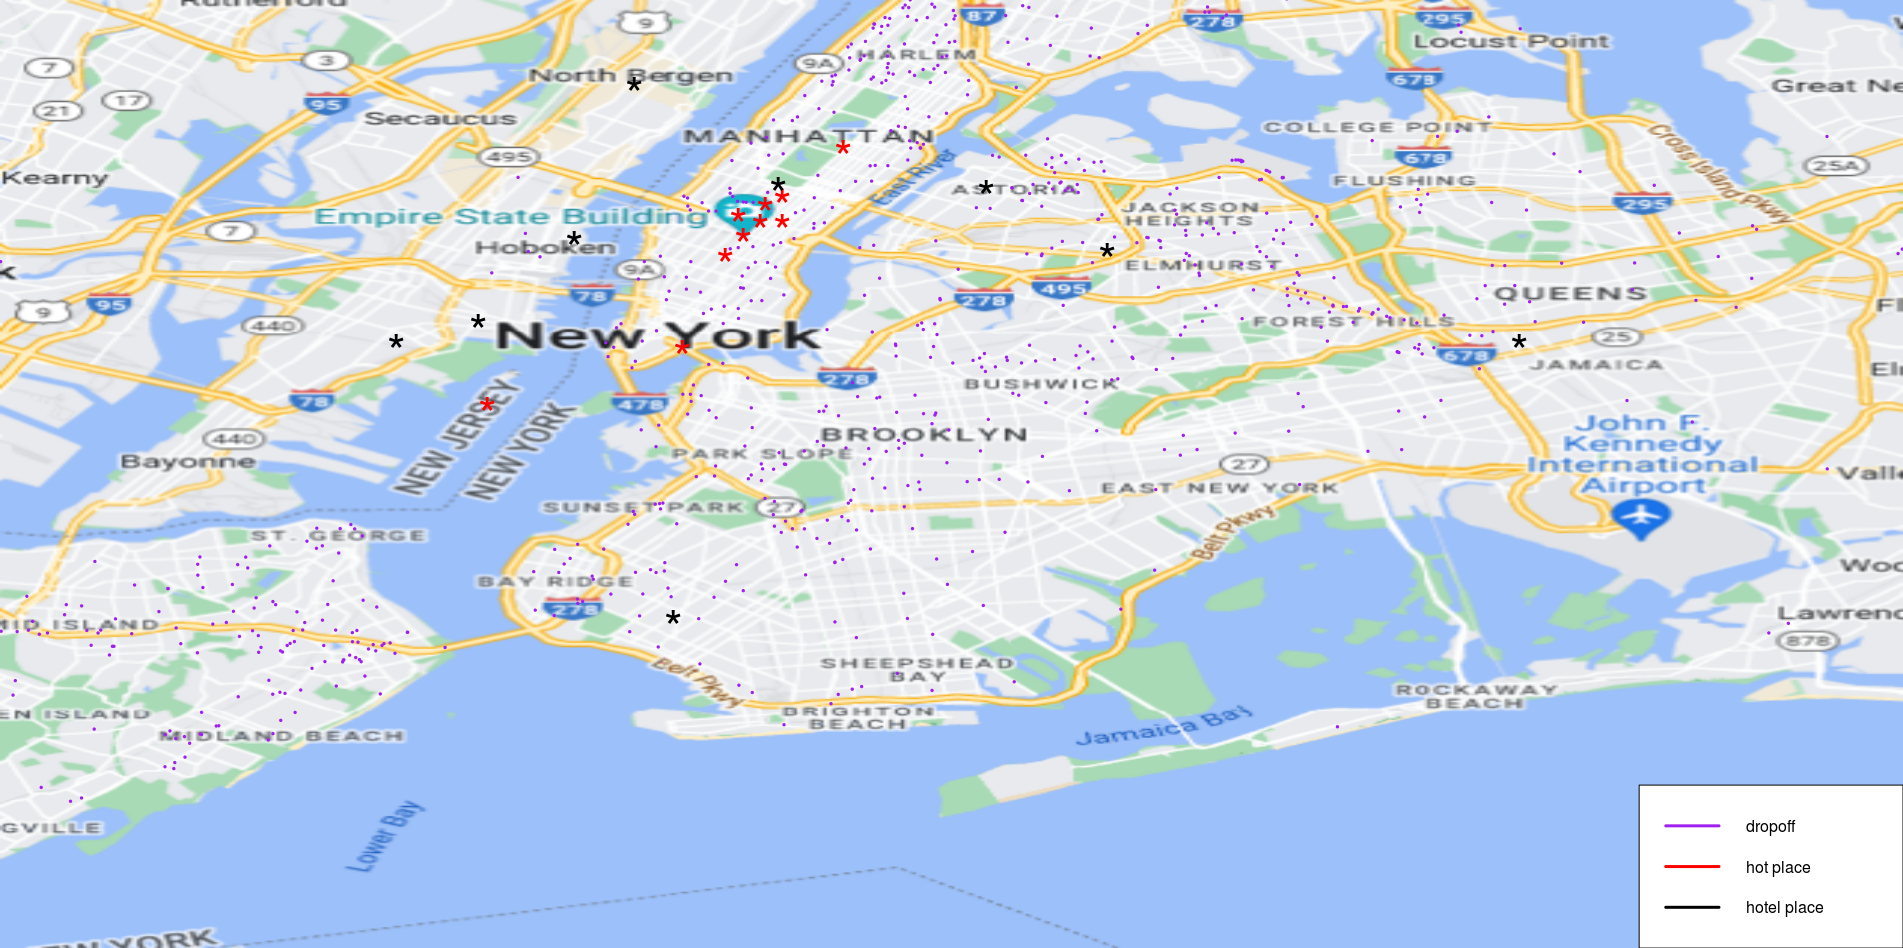 Rutherford
9
87
278
295
Locust Point
7
3
9A
HARLEM
North Bergen
678
Great Ne
21
17
95
Secaucus
MANHATTAN
COLLEGE POINT
Cross Island Pkwy
495
678
25A
Kearny
East River
ASTORIA
FLUSHING
295
Empire State Building
JACKSON
HEIGHTS
7
Hoboken
9A
ELMHURST
k
95
9
78
278
495
QUEENS
Fl
440
New York
FOREST HILLS
25
678
JAMAICA
El
278
BUSHWICK
78
478
NEW JERSEY
NEW YORK
John F.
Kennedy
International
Airport
440
BROOKLYN
Bayonne
PARK SLOPE
27
Valle
EAST NEW YORK
SUNSET PARK
27
Belt Pkwy
ST. GEORGE
Woo
BAY RIDGE
278
Lawrenc
MID ISLAND
878
SHEEPSHEAD
BAY
Belt Pkwy
ROCKAWAY
BEACH
EN ISLAND
BRIGHTON
BEACH
Jamaica Bay
MIDLAND BEACH
GVILLE
Lower Bay
dropoff
hot place
hotel place
EW YORK